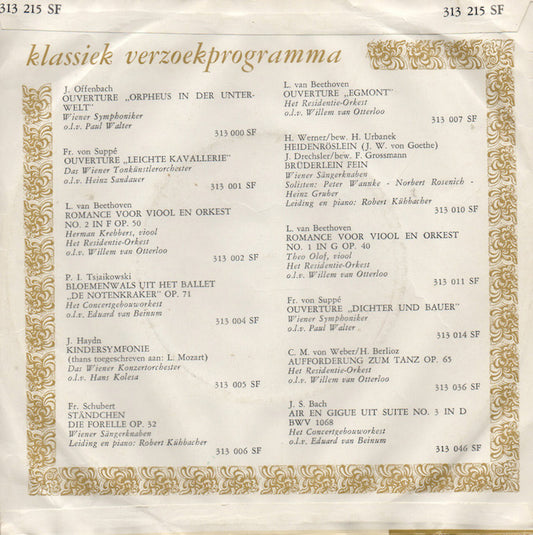 313 215 SF
313 215 SF
klassiek verzoekprogramma
J. Offenbach
OUVERTURE „ORPHEUS IN DER UNTER-
WELT”
Wiener Symphoniker
o.l.v. Paul Walter
313 000 SF
Fr. von Suppé
OUVERTURE „LEICHTE KAVALLERIE”
Das Wiener Tonkünstlerorchester
o.l.v. Heinz Sandauer
313 001 SF
L. van Beethoven
ROMANCE VOOR VIOOL EN ORKEST
NO. 2 IN F OP. 50
Herman Krebbers, viool
Het Residentie-Orkest
o.l.v. Willem van Otterloo
313 002 SF
P. I. Tsjaikowski
BLOEMENWALS UIT HET BALLET
„DE NOTENKRAKER” OP. 71
Het Concertgebouworkest
o.l.v. Eduard van Beinum
313 004 SF
J. Haydn
KINDERSYMFONIE
(thans toegeschreven aan: L. Mozart)
Das Wiener Konzertorchester
o.l.v. Hans Kolesa
313 005 SF
Fr. Schubert
STÄNDCHEN
DIE FORELLE OP. 32
Wiener Sängerknaben
Leiding en piano: Robert Kühbacher
313 006 SF
L. van Beethoven
OUVERTURE „EGMONT”
Het Residentie-Orkest
o.l.v. Willem van Otterloo
313 007 SF
H. Werner/bew. H. Urbanek
HEIDENRÖSLEIN (J. W. von Goethe)
J. Drechsler/bew. F. Grossmann
BRÜDERLEIN FEIN
Wiener Sängerknaben
Solisten: Peter Wannke - Norbert Rosenich -
Heinz Gruber
Leiding en piano: Robert Kühbacher
313 010 SF
L. van Beethoven
ROMANCE VOOR VIOOL EN ORKEST
NO. 1 IN G OP. 40
Theo Olof, viool
Het Residentie-Orkest
o.l.v. Willem van Otterloo
313 011 SF
Fr. von Suppé
OUVERTURE „DICHTER UND BAUER”
Wiener Symphoniker
o.l.v. Paul Walter
313 014 SF
C. M. von Weber/H. Berlioz
AUFFORDERUNG ZUM TANZ OP. 65
Het Residentie-Orkest
o.l.v. Willem van Otterloo
313 036 SF
J. S. Bach
AIR EN GIGUE UIT SUITE NO. 3 IN D
BWV 1068
Het Concertgebouworkest
o.l.v. Eduard van Beinum
313 046 SF